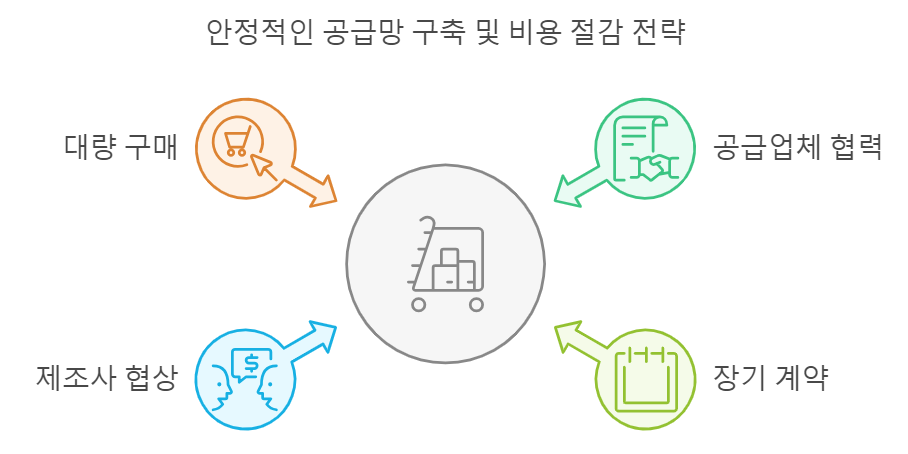 안정적인 공급망 구축 및 비용 절감 전략
대량 구매
공급업체 협력
$
제조사 협상
장기 계약